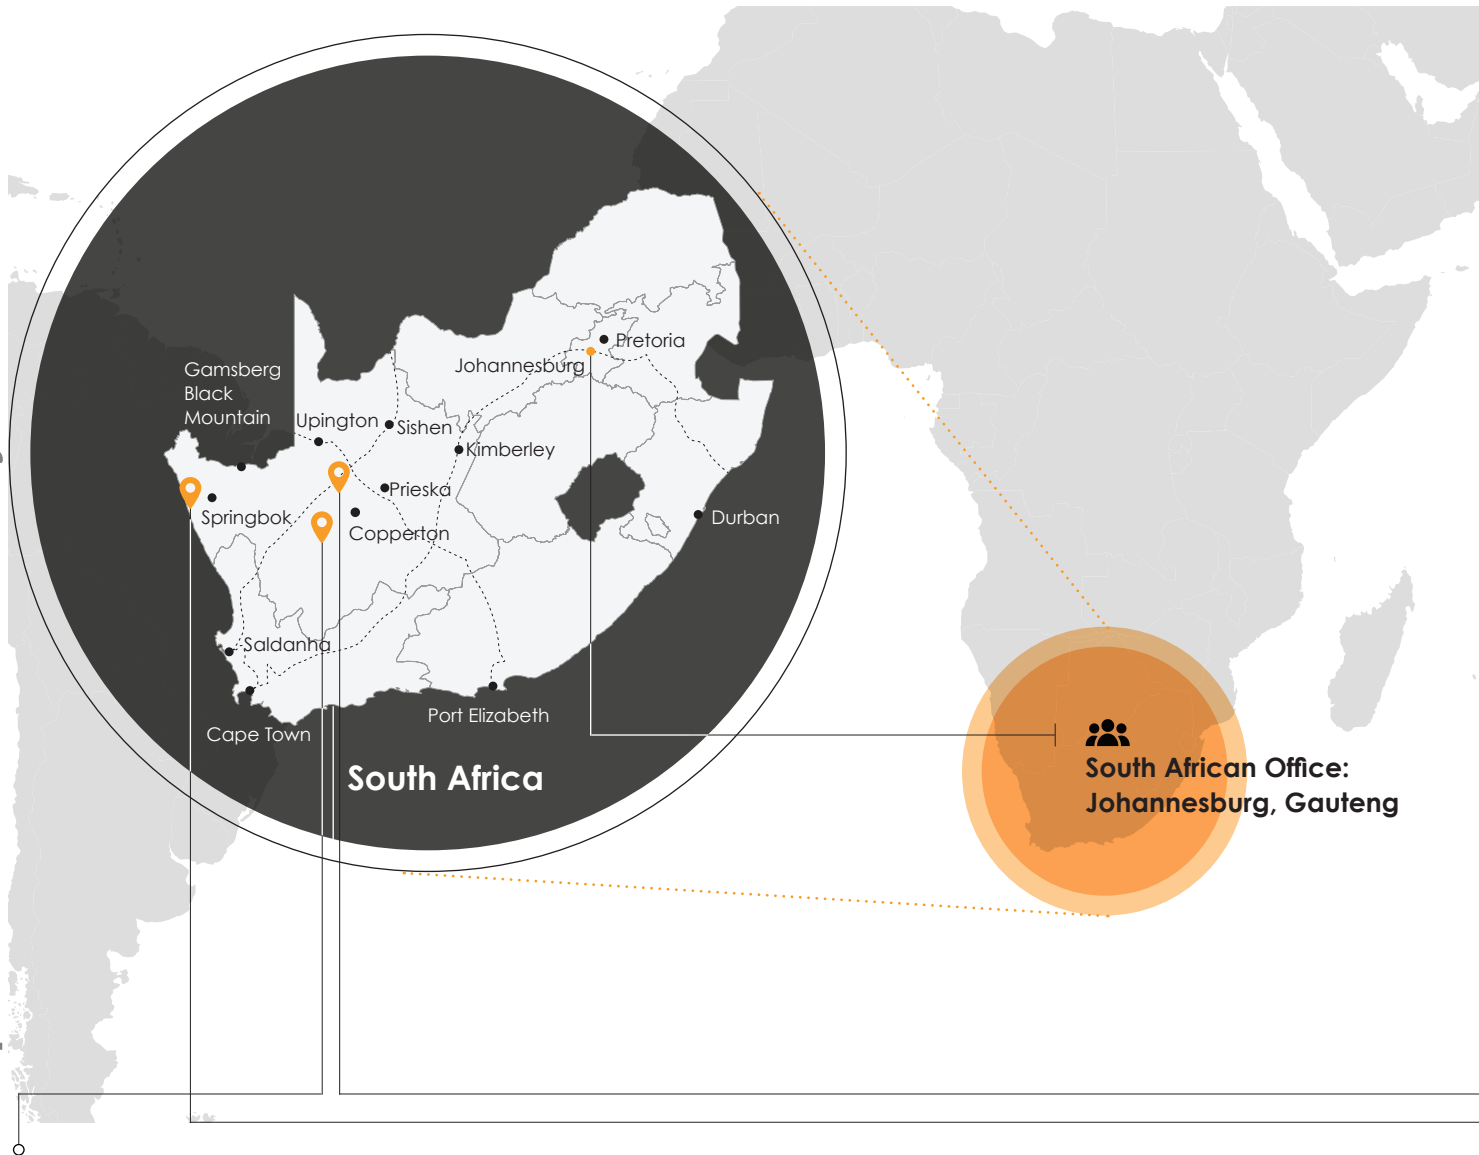 Pretoria
Johannesburg
Gamsberg
Black
Mountain
Upington
Sishen
Kimberley
Prieska
Springbok
Copperton
Durban
Saldanha
Port Elizabeth
Cape Town
South Africa
South African Office:
Johannesburg, Gauteng